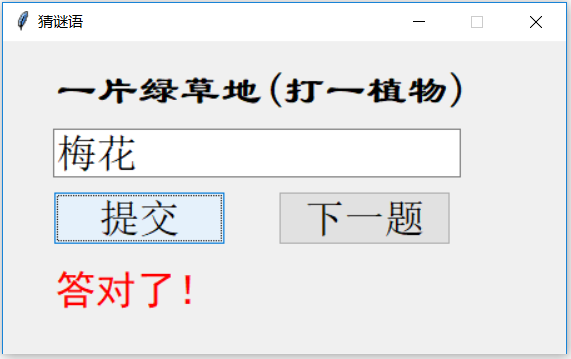 猜谜语
一片绿草地(打一植物)
梅花
提交 下一题
答对了!